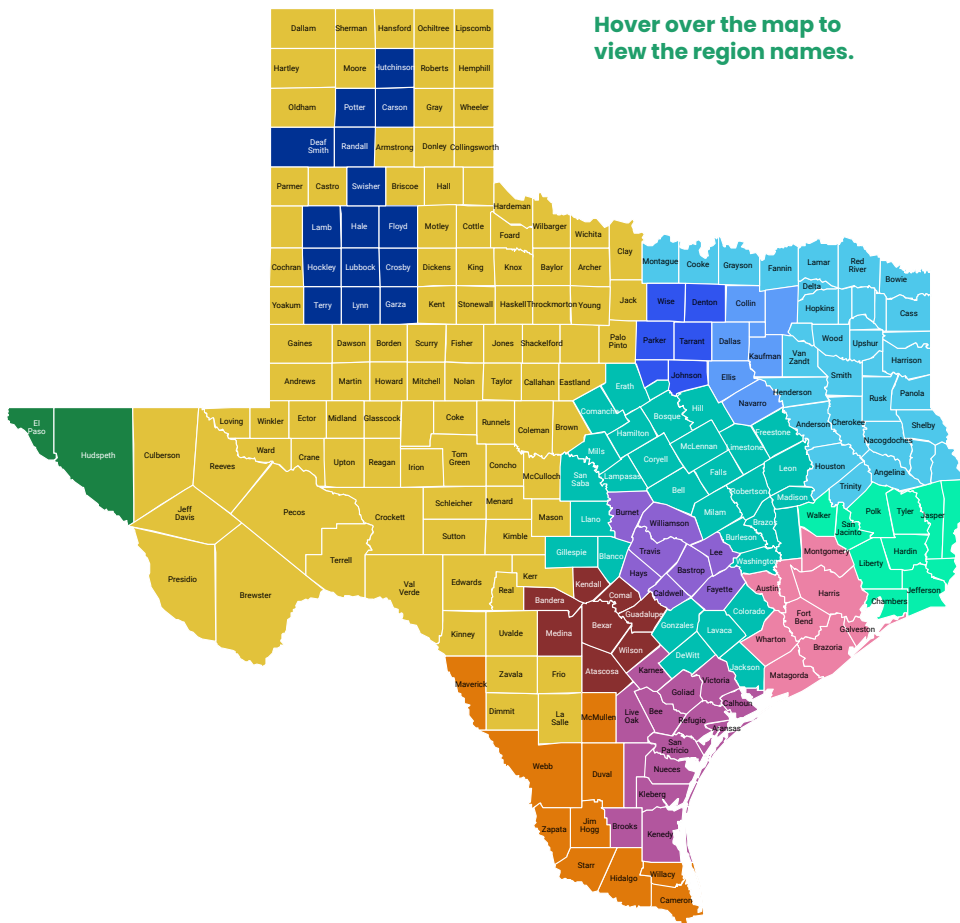 Hover over the map to
view the region names.
Dallam
Sherman
Hansford
Ochiltree
Lipscomb
Hartley
Moore
Hutchinson
Roberts
Hemphill
Oldham
Potter
Carson
Gray
Wheeler
Deaf
Smith
Randall
Armstrong
Donley
Collingsworth
Parmer
Castro
Swisher
Briscoe
Hall
Hardeman
Lamb
Hale
Floyd
Motley
Cottle
Foard
Wilbarger
Wichita
Clay
Montague
Cooke
Grayson
Fannin
Lamar
Red
River
Bowie
Cochran
Hockley
Lubbock
Crosby
Dickens
King
Knox
Baylor
Archer
Delta
Yoakum
Terry
Lynn
Garza
Kent
Stonewall
Haskell
Throckmorton
Young
Jack
Wise
Denton
Collin
Hopkins
Cass
Gaines
Dawson
Borden
Scurry
Fisher
Jones
Shackelford
Palo
Pinto
Parker
Tarrant
Dallas
Kaufman
Van
Zandt
Wood
Upshur
Harrison
Andrews
Martin
Howard
Mitchell
Nolan
Taylor
Callahan
Eastland
Erath
Johnson
Ellis
Henderson
Smith
Rusk
Panola
El
Paso
Hudspeth
Culberson
Reeves
Loving
Winkler
Ector
Midland
Glasscock
Coke
Runnels
Coleman
Brown
Comanche
Bosque
Hill
Navarro
Anderson
Cherokee
Shelby
Nacogdoches
Ward
Crane
Upton
Reagan
Irion
Tom
Green
Concho
McCulloch
Mills
Hamilton
McLennan
Limestone
Freestone
San
Saba
Lampasas
Coryell
Falls
Leon
Houston
Angelina
Trinity
Jeff
Davis
Pecos
Crockett
Schleicher
Menard
Mason
Llano
Burnet
Bell
Milam
Robertson
Madison
Walker
Polk
Tyler
Jasper
San
Jacinto
Terrell
Sutton
Kimble
Williamson
Burleson
Brazos
Montgomery
Hardin
Liberty
Gillespie
Blanco
Travis
Lee
Washington
Presidio
Brewster
Val
Verde
Edwards
Real
Kerr
Kendall
Hays
Bastrop
Fayette
Austin
Harris
Chambers
Jefferson
Bandera
Comal
Caldwell
Guadalupe
Colorado
Fort
Bend
Galveston
Kinney
Uvalde
Medina
Bexar
Wilson
Gonzales
Lavaca
Wharton
Brazoria
Maverick
Zavala
Frio
Atascosa
Karnes
DeWitt
Jackson
Matagorda
Dimmit
La
Salle
McMullen
Live
Oak
Bee
Goliad
Victoria
Calhoun
Refugio
Aransas
San
Patricio
Webb
Duval
Nueces
Kleberg
Zapata
Jim
Hogg
Brooks
Kenedy
Starr
Hidalgo
Willacy
Cameron